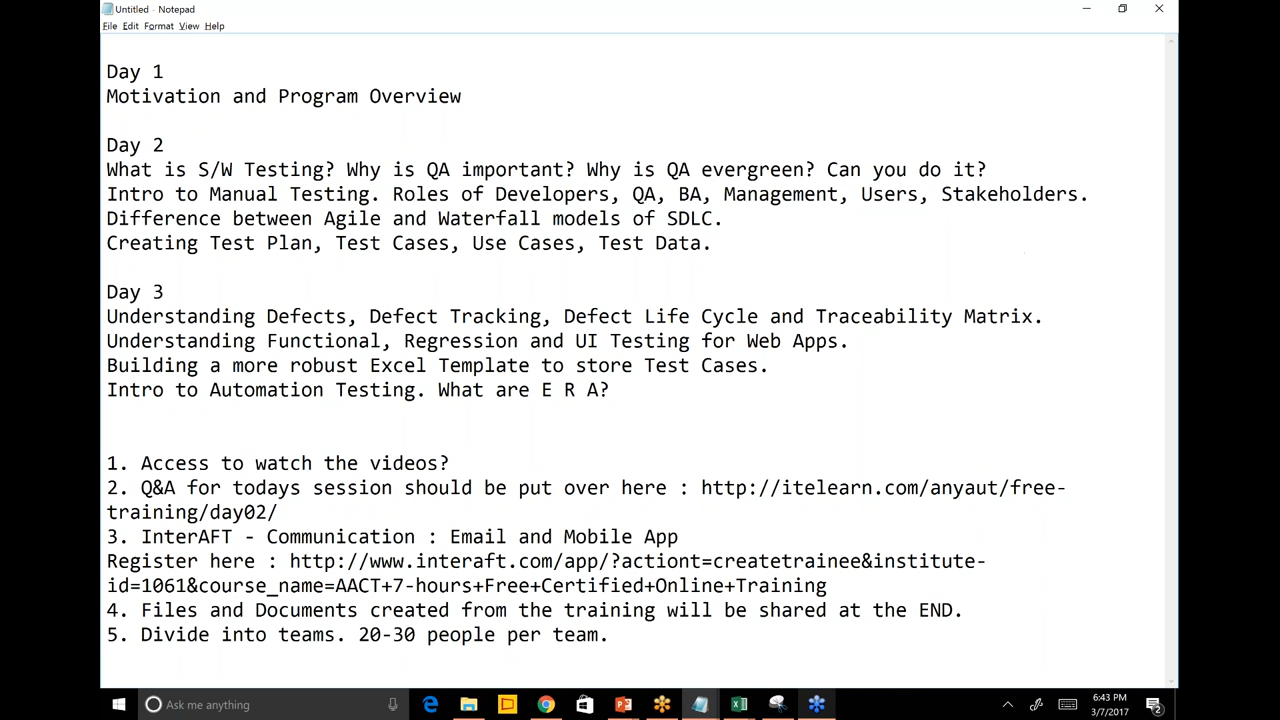 Untitled - Notepad
File Edit Format View Help
Day 1
Motivation and Program Overview
Day 2
What is S/W Testing? Why is QA important? Why is QA evergreen? Can you do it?
Intro to Manual Testing. Roles of Developers, QA, BA, Management, Users, Stakeholders.
Difference between Agile and Waterfall models of SDLC.
Creating Test Plan, Test Cases, Use Cases, Test Data.
Day 3
Understanding Defects, Defect Tracking, Defect Life Cycle and Traceability Matrix.
Understanding Functional, Regression and UI Testing for Web Apps.
Building a more robust Excel Template to store Test Cases.
Intro to Automation Testing. What are E R A?
1. Access to watch the videos?
2. Q&A for todays session should be put over here : http://itelearn.com/anyaut/free-
training/day02/
3. InterAFT - Communication : Email and Mobile App
Register here : http://www.interaft.com/app/?actiont=createtrainee&institute-
id=1061&course_name=AACT+7-hours+Free+Certified+Online+Training
4. Files and Documents created from the training will be shared at the END.
5. Divide into teams. 20-30 people per team.
Ask me anything
6:43 PM
3/7/2017
2